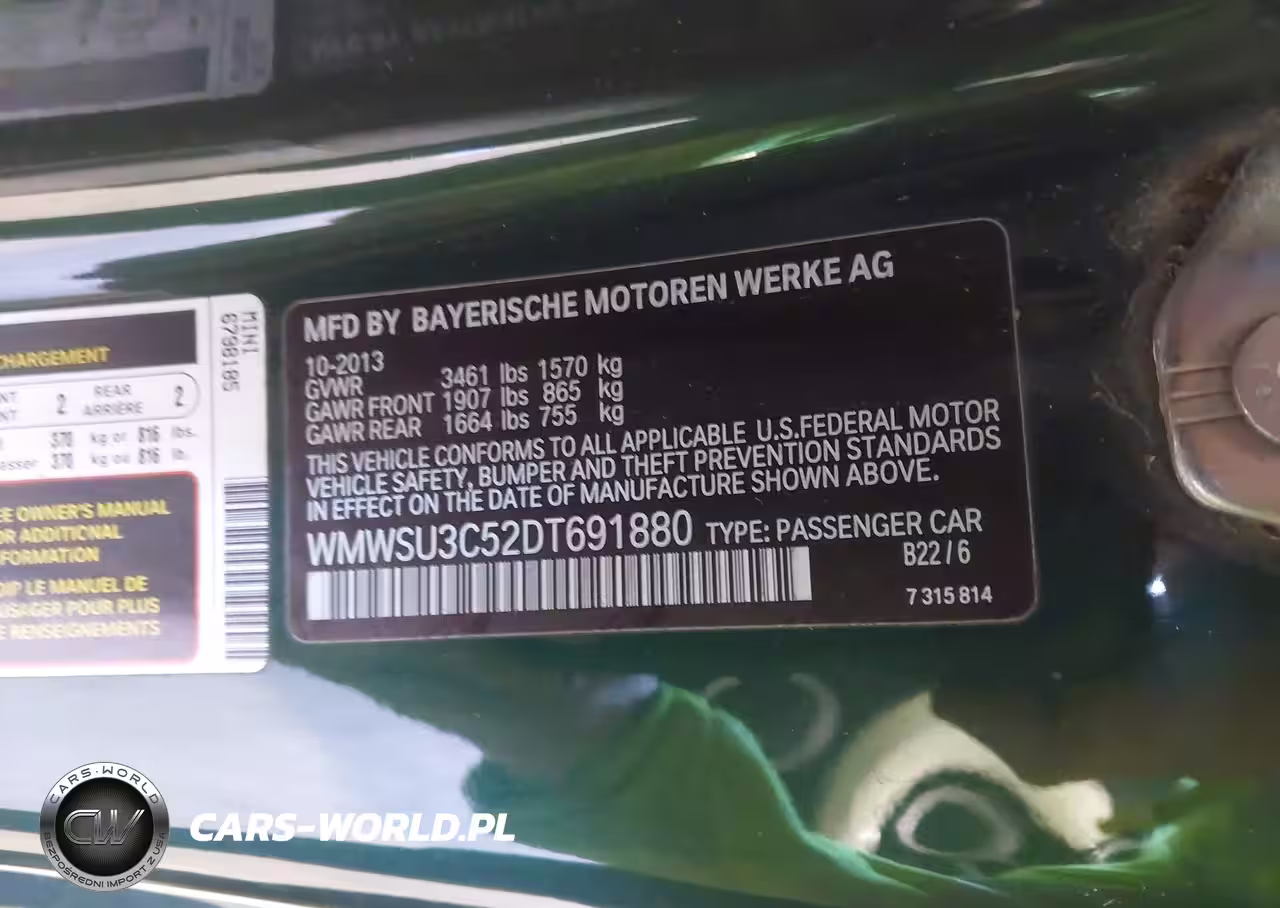 MFD BY BAYERISCHE MOTOREN WERKE AG
10-2013
GVWR 3461 lbs 1570 kg
GAWR FRONT 1907 lbs 865 kg
GAWR REAR 1664 lbs 755 kg
THIS VEHICLE CONFORMS TO ALL APPLICABLE U.S.FEDERAL MOTOR
VEHICLE SAFETY, BUMPER AND THEFT PREVENTION STANDARDS
IN EFFECT ON THE DATE OF MANUFACTURE SHOWN ABOVE.
WMWSU3C52DT691880 TYPE: PASSENGER CAR
B22/6
7 315 814
MINI
6798185
CHARGEMENT
2 REAR ARRIÈRE 2
370 kg or 816 lbs.
370 kg ou 816 lb.
OWNER'S MANUAL
ADDITIONAL
LE MANUEL DE
POUR PLUS
RENSEIGNEMENTS
CARS-WORLD
CW
BEZPOŚREDNI IMPORT Z USA
CARS-WORLD.PL